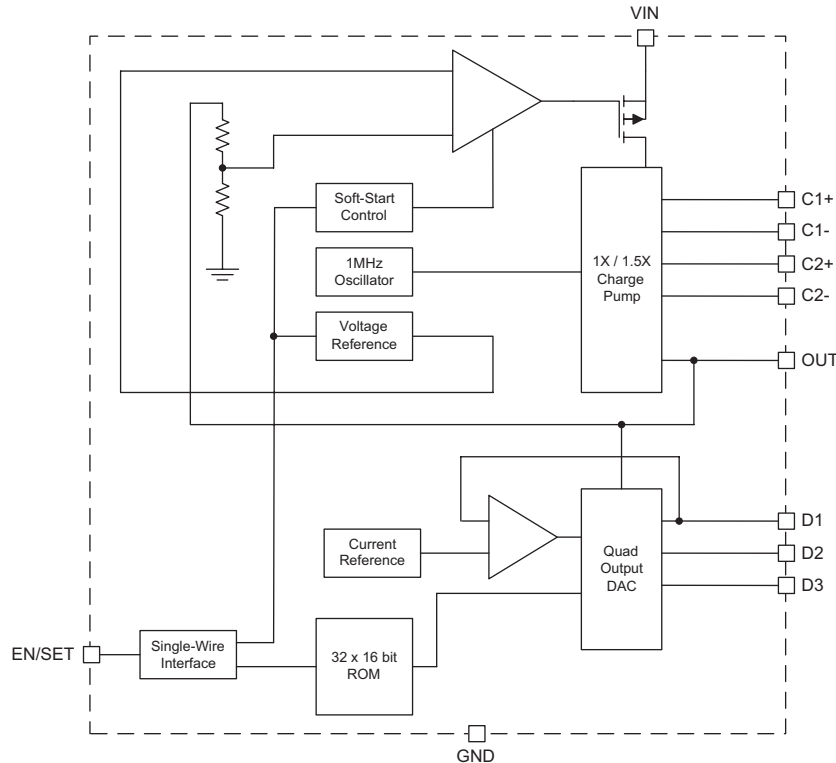 VIN
Soft-Start
Control
1MHz
Oscillator
Voltage
Reference
1X / 1.5X
Charge
Pump
C1+
C1-
C2+
C2-
OUT
Current
Reference
Quad
Output
DAC
D1
D2
D3
EN/SET
Single-Wire
Interface
32 x 16 bit
ROM
GND